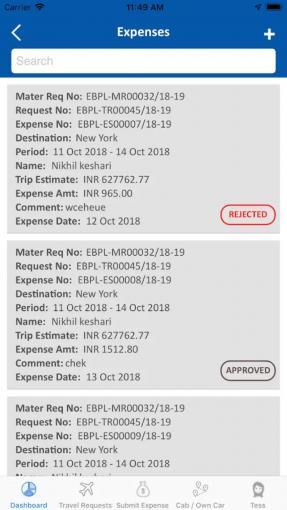 Carrier 11:49 AM
Expenses +
Search
Mater Req No: EBPL-MR00032/18-19
Request No: EBPL-TR00045/18-19
Expense No: EBPL-ES00007/18-19
Destination: New York
Period: 11 Oct 2018 - 14 Oct 2018
Name: Nikhil keshari
Trip Estimate: INR 627762.77
Expense Amt: INR 965.00
Comment: wceheue
Expense Date: 12 Oct 2018 REJECTED
Mater Req No: EBPL-MR00032/18-19
Request No: EBPL-TR00045/18-19
Expense No: EBPL-ES00008/18-19
Destination: New York
Period: 11 Oct 2018 - 14 Oct 2018
Name: Nikhil keshari
Trip Estimate: INR 627762.77
Expense Amt: INR 1512.80
Comment: chek
Expense Date: 13 Oct 2018 APPROVED
Mater Req No: EBPL-MR00032/18-19
Request No: EBPL-TR00045/18-19
Expense No: EBPL-ES00009/18-19
Destination: New York
Period: 11 Oct 2018 - 14 Oct 2018
Name: Nikhil keshari
Dashboard Travel Requests Submit Expense Cab / Own Car Tess